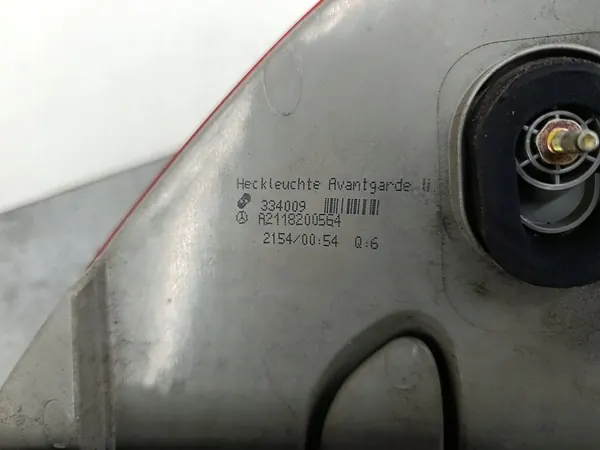 Heckleuchte Avantgarde li
334009
A2118200564
2154/00:54 Q:6